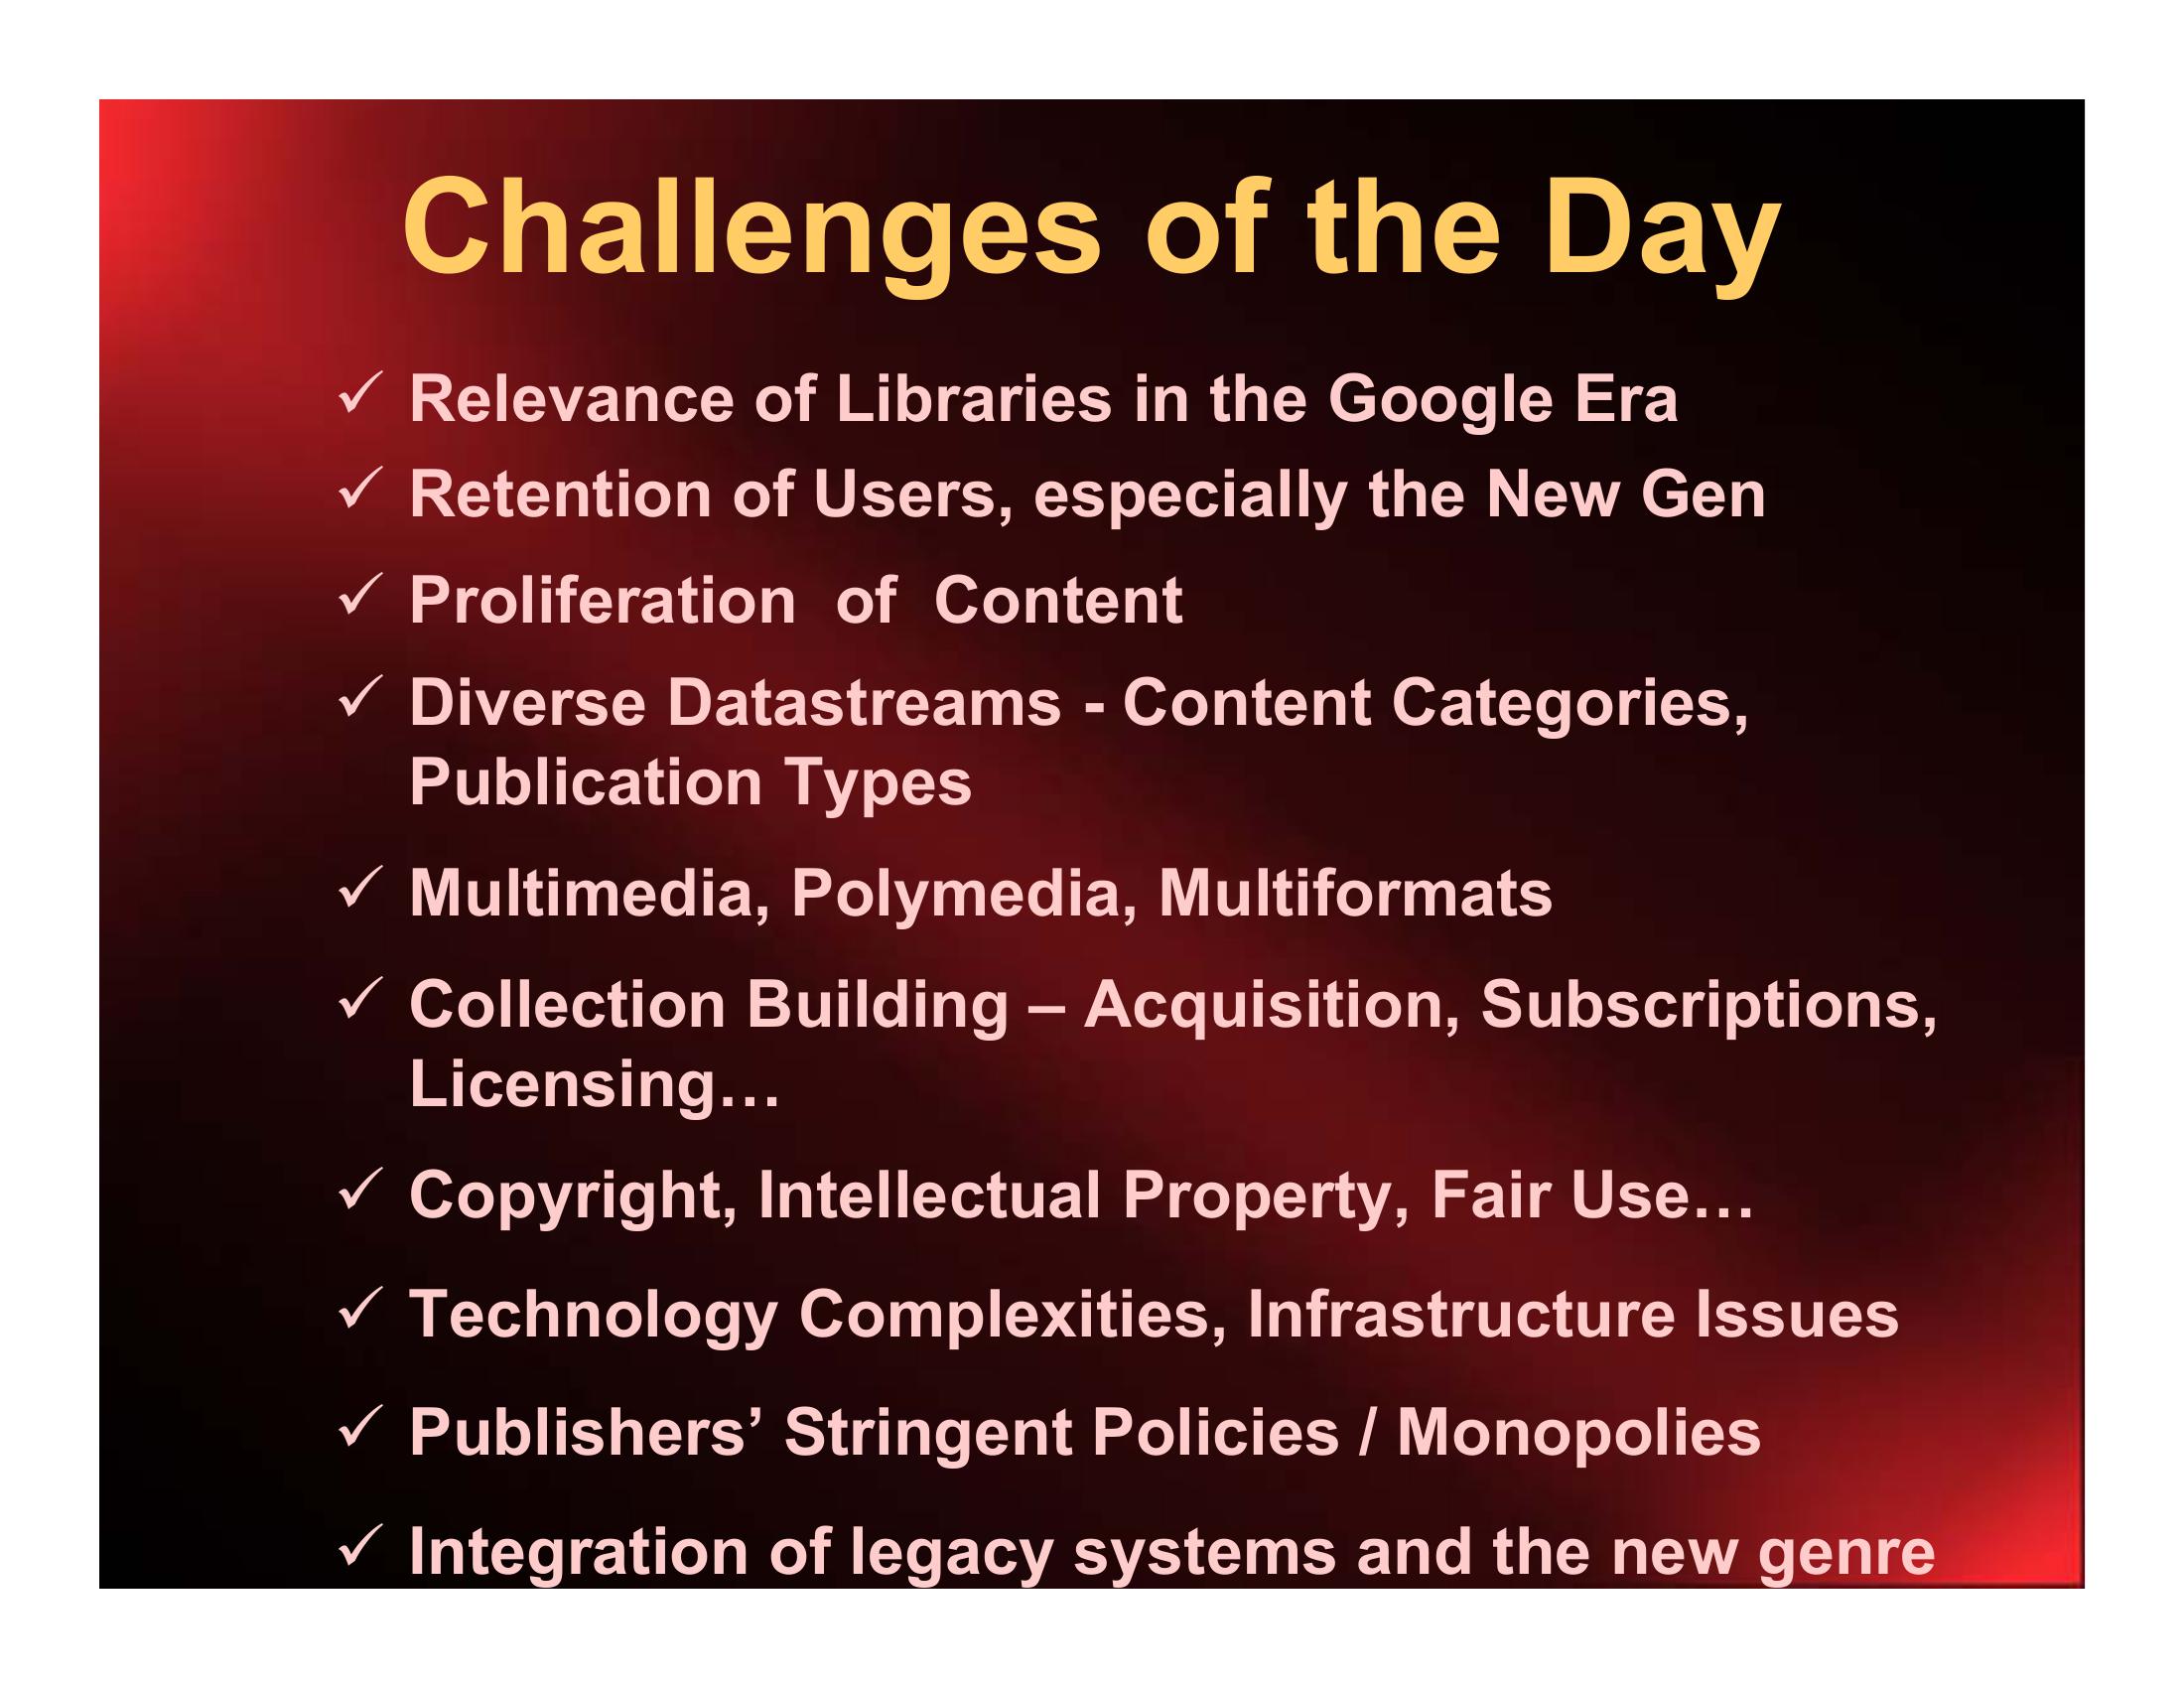 Challenges of the Day
✓ Relevance of Libraries in the Google Era
✓ Retention of Users, especially the New Gen
✓ Proliferation of Content
✓ Diverse Datastreams - Content Categories,
Publication Types
✓ Multimedia, Polymedia, Multiformats
✓ Collection Building – Acquisition, Subscriptions,
Licensing…
✓ Copyright, Intellectual Property, Fair Use…
✓ Technology Complexities, Infrastructure Issues
✓ Publishers’ Stringent Policies / Monopolies
✓ Integration of legacy systems and the new genre